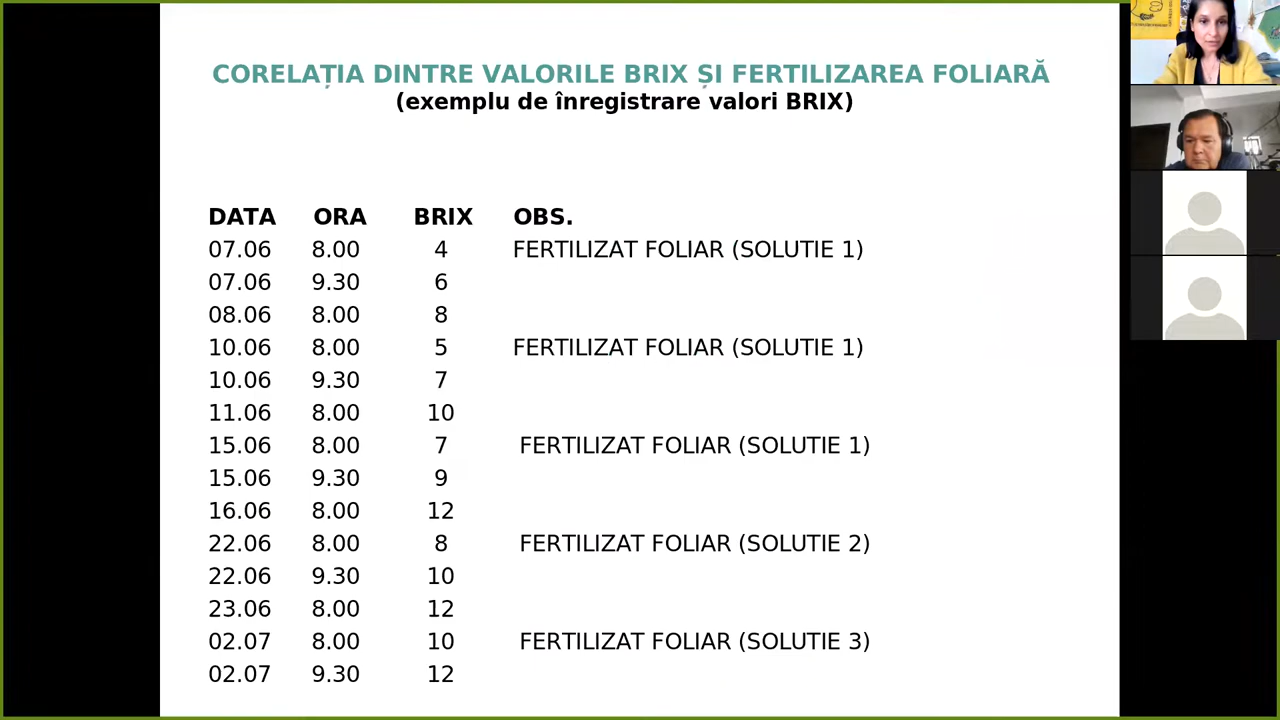 CORELAȚIA DINTRE VALORILE BRIX ȘI FERTILIZAREA FOLIARĂ
(exemplu de înregistrare valori BRIX)
DATA ORA BRIX OBS.
07.06 8.00 4 FERTILIZAT FOLIAR (SOLUTIE 1)
07.06 9.30 6
08.06 8.00 8
10.06 8.00 5 FERTILIZAT FOLIAR (SOLUTIE 1)
10.06 9.30 7
11.06 8.00 10
15.06 8.00 7 FERTILIZAT FOLIAR (SOLUTIE 1)
15.06 9.30 9
16.06 8.00 12
22.06 8.00 8 FERTILIZAT FOLIAR (SOLUTIE 2)
22.06 9.30 10
23.06 8.00 12
02.07 8.00 10 FERTILIZAT FOLIAR (SOLUTIE 3)
02.07 9.30 12